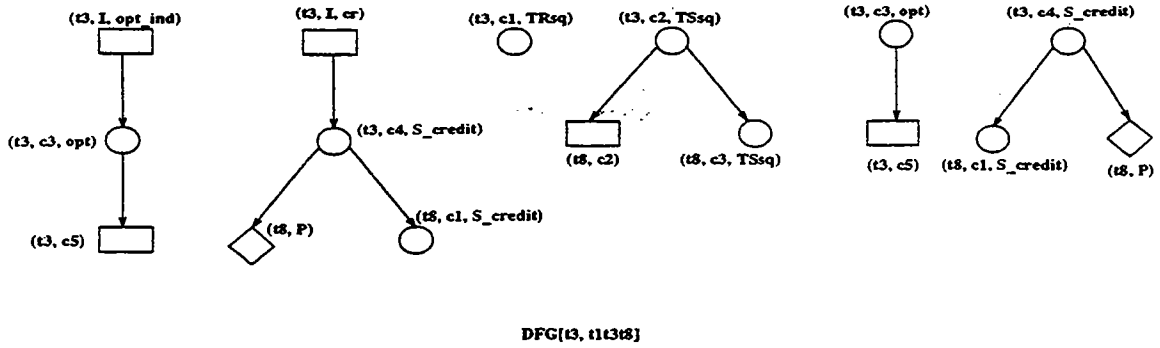 (t3, I, opt_ind)
(t3, I, cr)
(t3, c1, TRsq)
(t3, c2, TSsq)
(t3, c3, opt)
(t3, c4, S_credit)
(t3, c3, opt)
(t3, c4, S_credit)
(t8, c2)
(t8, c3, TSsq)
(t3, c5)
(t8, c1, S_credit)
(t8, P)
(t3, c5)
(t8, P)
(t8, c1, S_credit)
DFG[t3, t1t3t8]